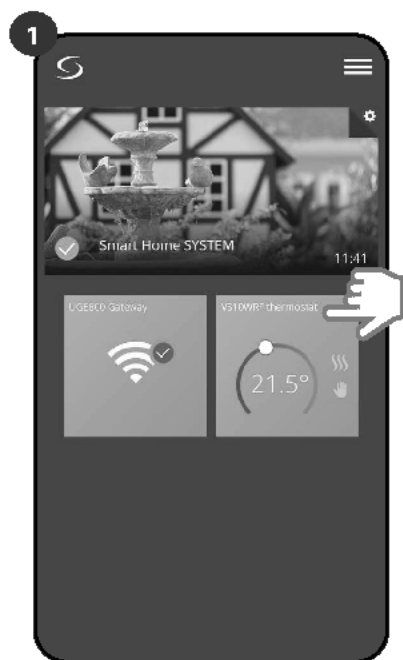 1
Smart Home SYSTEM
11:41
UGE600 Gateway
VS10WRF thermostat
21.5°